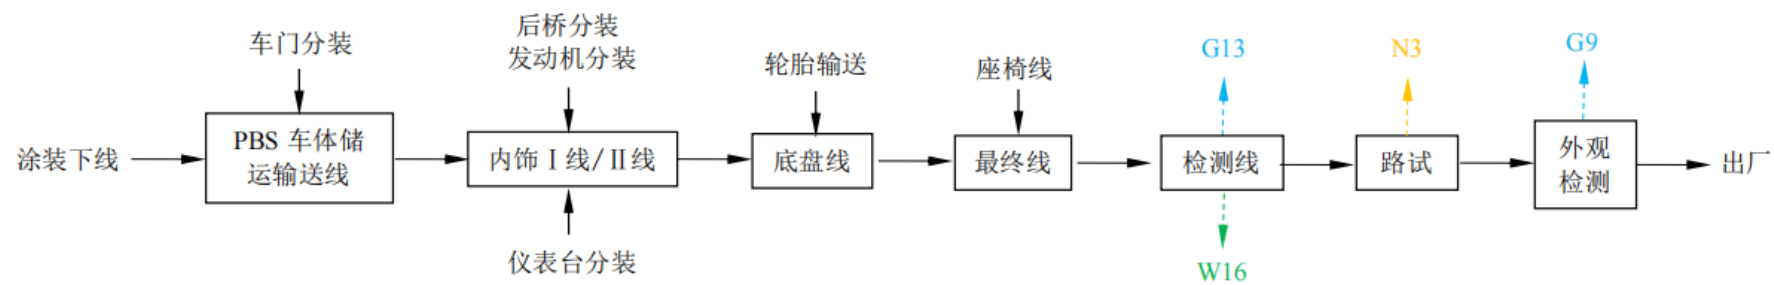 涂装下线
车门分装
PBS 车体储
运输送线
后桥分装
发动机分装
内饰Ⅰ线/Ⅱ线
仪表台分装
轮胎输送
底盘线
座椅线
最终线
G13
检测线
W16
N3
路试
G9
外观
检测
出厂